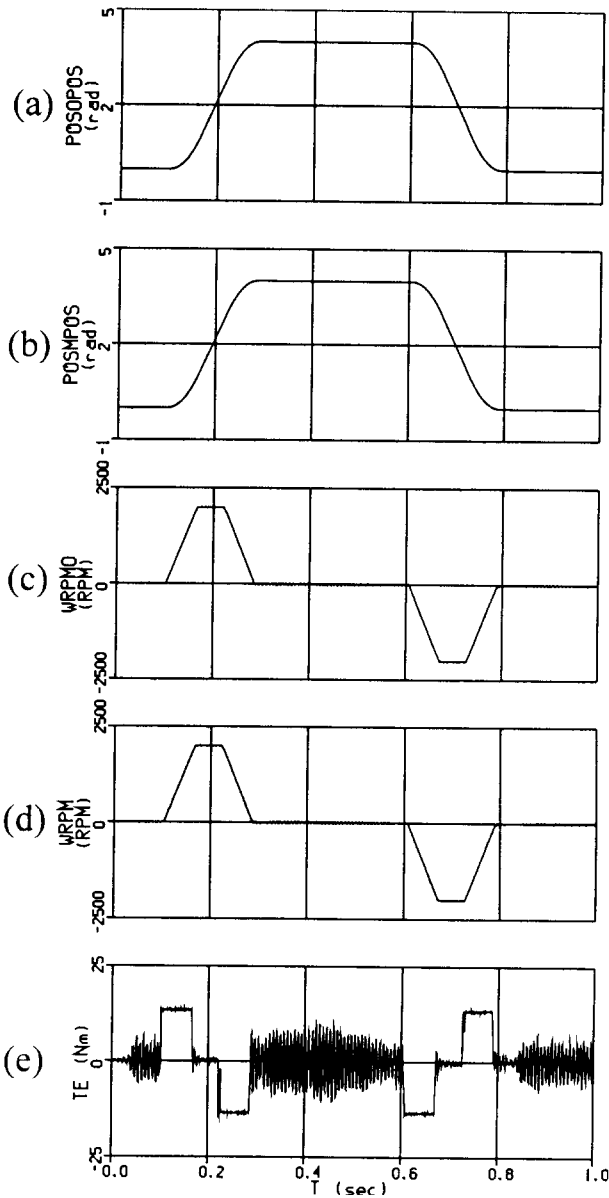 (a)
POSOPOS
(rad)
5
2
-1
(b)
POSMPOS
(rad)
5
2
-1
(c)
WRPMO
(RPM)
2500
0
-2500
(d)
WRPM
(RPM)
2500
0
-2500
(e)
TE (Nm)
25
0
-25
-0.0
0.2
0.4
0.6
0.8
1.0
T (sec)